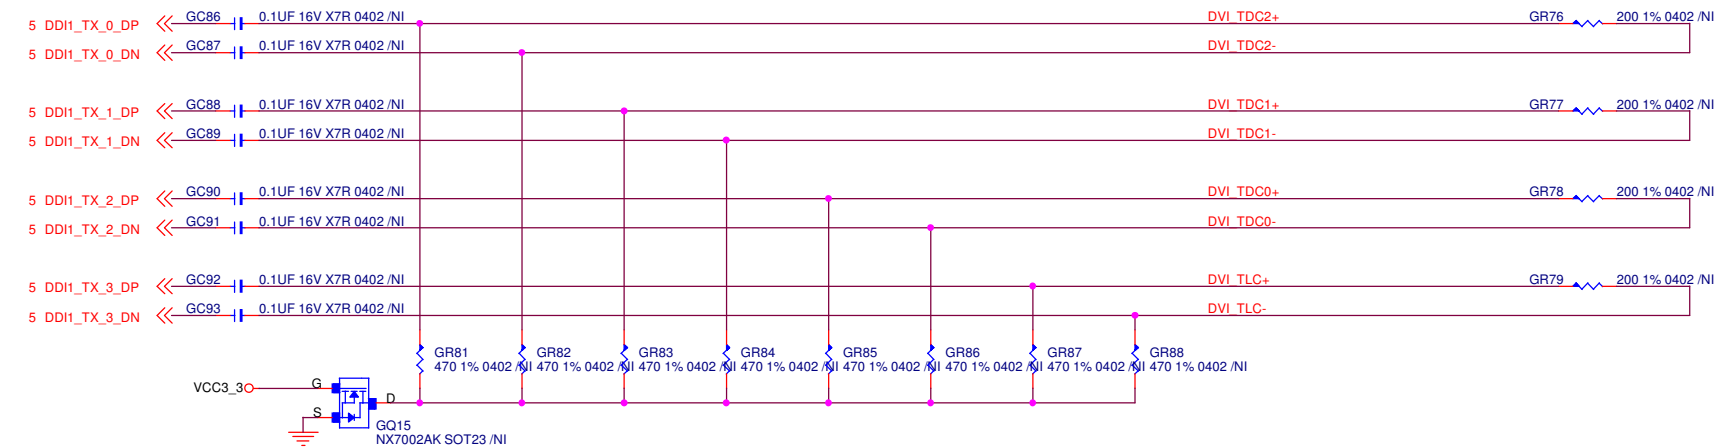 5 DDI1_TX_0_DP GC86 0.1UF 16V X7R 0402 /NI DVI_TDC2+ GR76 200 1% 0402 /NI
5 DDI1_TX_0_DN GC87 0.1UF 16V X7R 0402 /NI DVI_TDC2-
5 DDI1_TX_1_DP GC88 0.1UF 16V X7R 0402 /NI DVI_TDC1+ GR77 200 1% 0402 /NI
5 DDI1_TX_1_DN GC89 0.1UF 16V X7R 0402 /NI DVI_TDC1-
5 DDI1_TX_2_DP GC90 0.1UF 16V X7R 0402 /NI DVI_TDC0+ GR78 200 1% 0402 /NI
5 DDI1_TX_2_DN GC91 0.1UF 16V X7R 0402 /NI DVI_TDC0-
5 DDI1_TX_3_DP GC92 0.1UF 16V X7R 0402 /NI DVI_TLC+ GR79 200 1% 0402 /NI
5 DDI1_TX_3_DN GC93 0.1UF 16V X7R 0402 /NI DVI_TLC-
GR81 GR82 GR83 GR84 GR85 GR86 GR87 GR88
470 1% 0402 /NI 470 1% 0402 /NI 470 1% 0402 /NI 470 1% 0402 /NI 470 1% 0402 /NI 470 1% 0402 /NI 470 1% 0402 /NI 470 1% 0402 /NI
VCC3_3 G
D
S
GQ15
NX7002AK SOT23 /NI